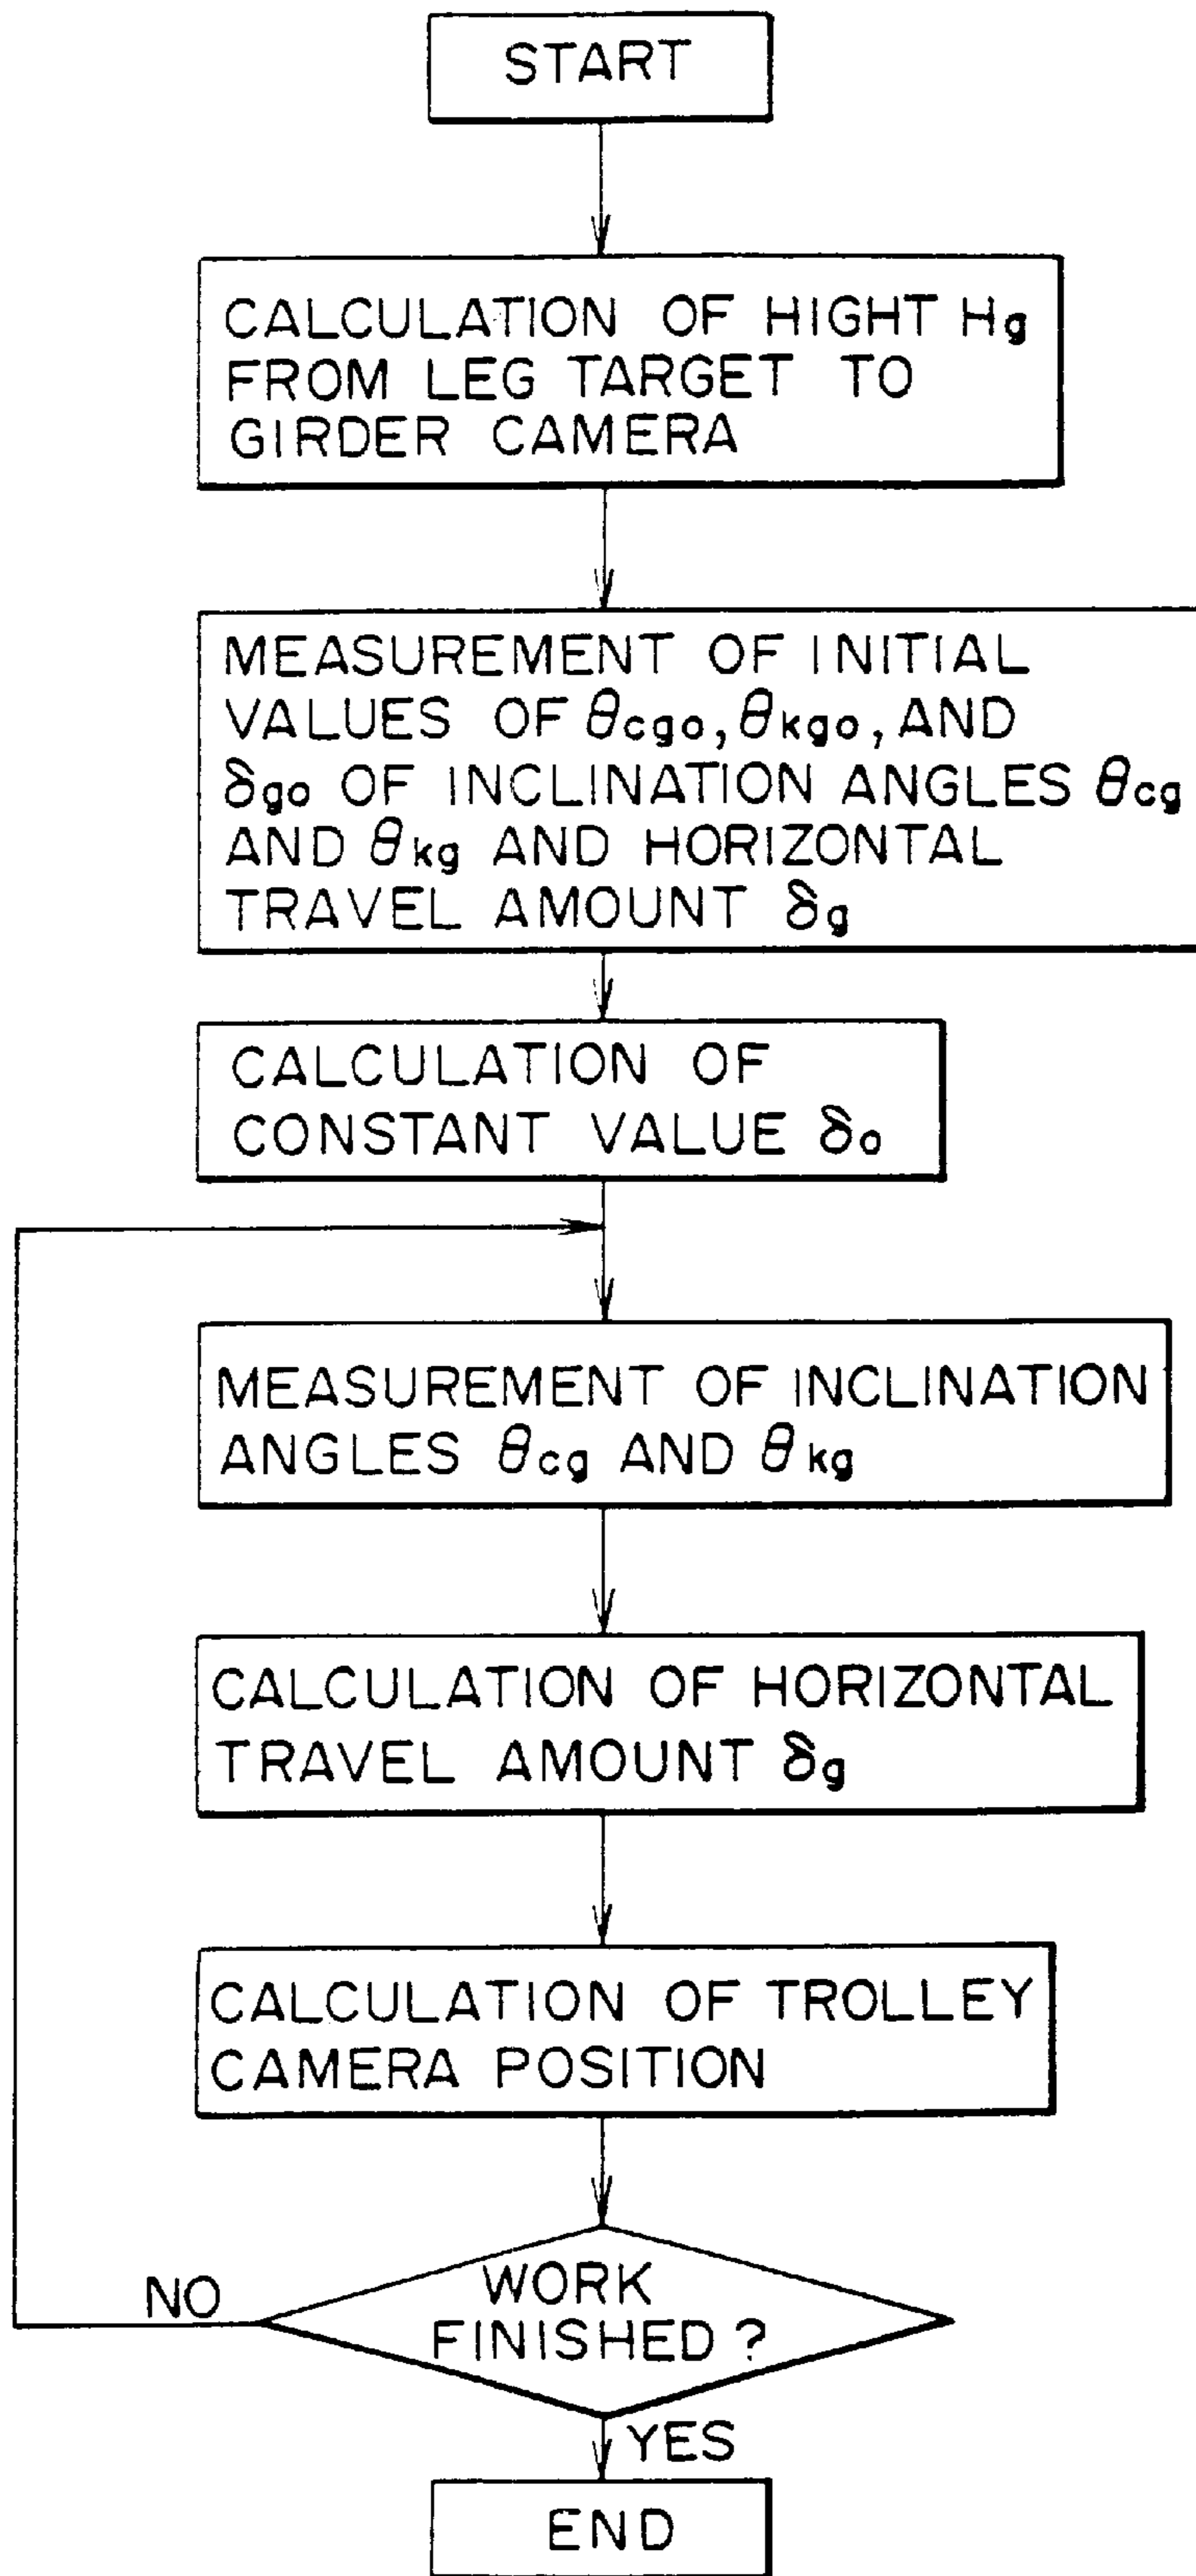 START
CALCULATION OF HIGHT Hg
FROM LEG TARGET TO
GIRDER CAMERA
MEASUREMENT OF INITIAL
VALUES OF θcgo, θkgo, AND
δgo OF INCLINATION ANGLES θcg
AND θkg AND HORIZONTAL
TRAVEL AMOUNT δg
CALCULATION OF
CONSTANT VALUE δo
MEASUREMENT OF INCLINATION
ANGLES θcg AND θkg
CALCULATION OF HORIZONTAL
TRAVEL AMOUNT δg
CALCULATION OF TROLLEY
CAMERA POSITION
NO
WORK
FINISHED?
YES
END